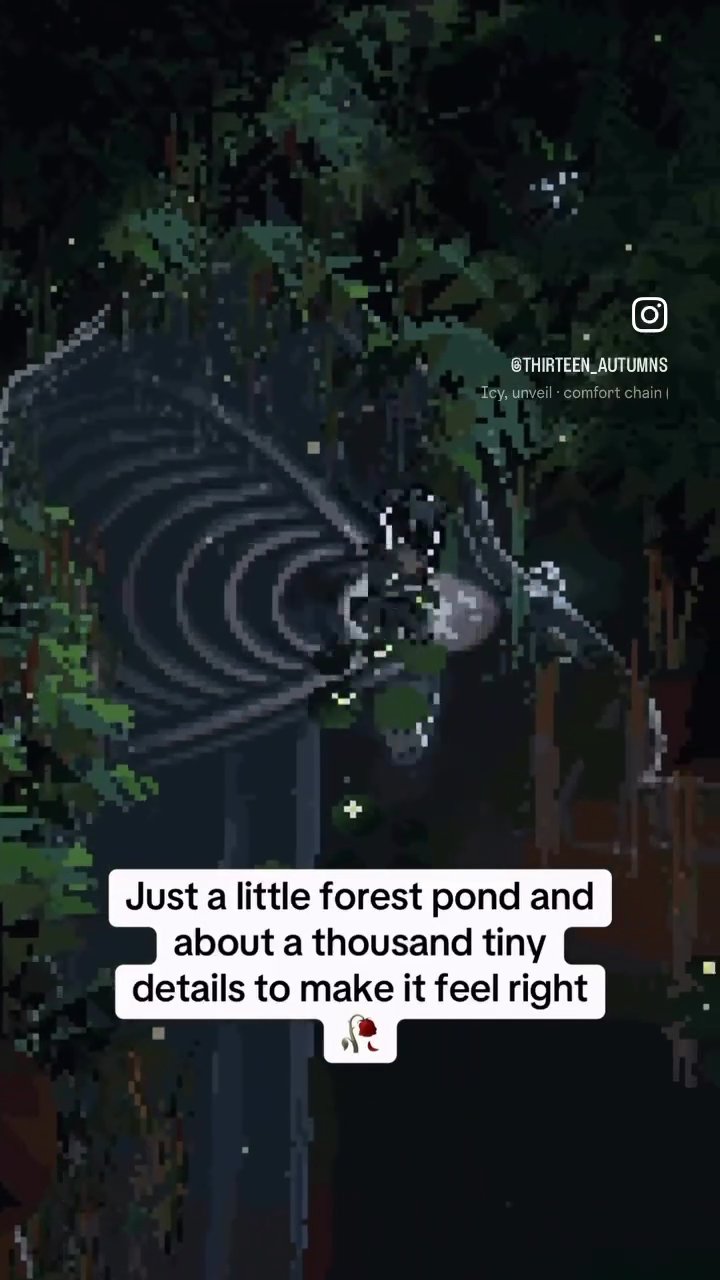 @THIRTEEN_AUTUMNS
Icy, unveil · comfort chain (
Just a little forest pond and
about a thousand tiny
details to make it feel right
🥀